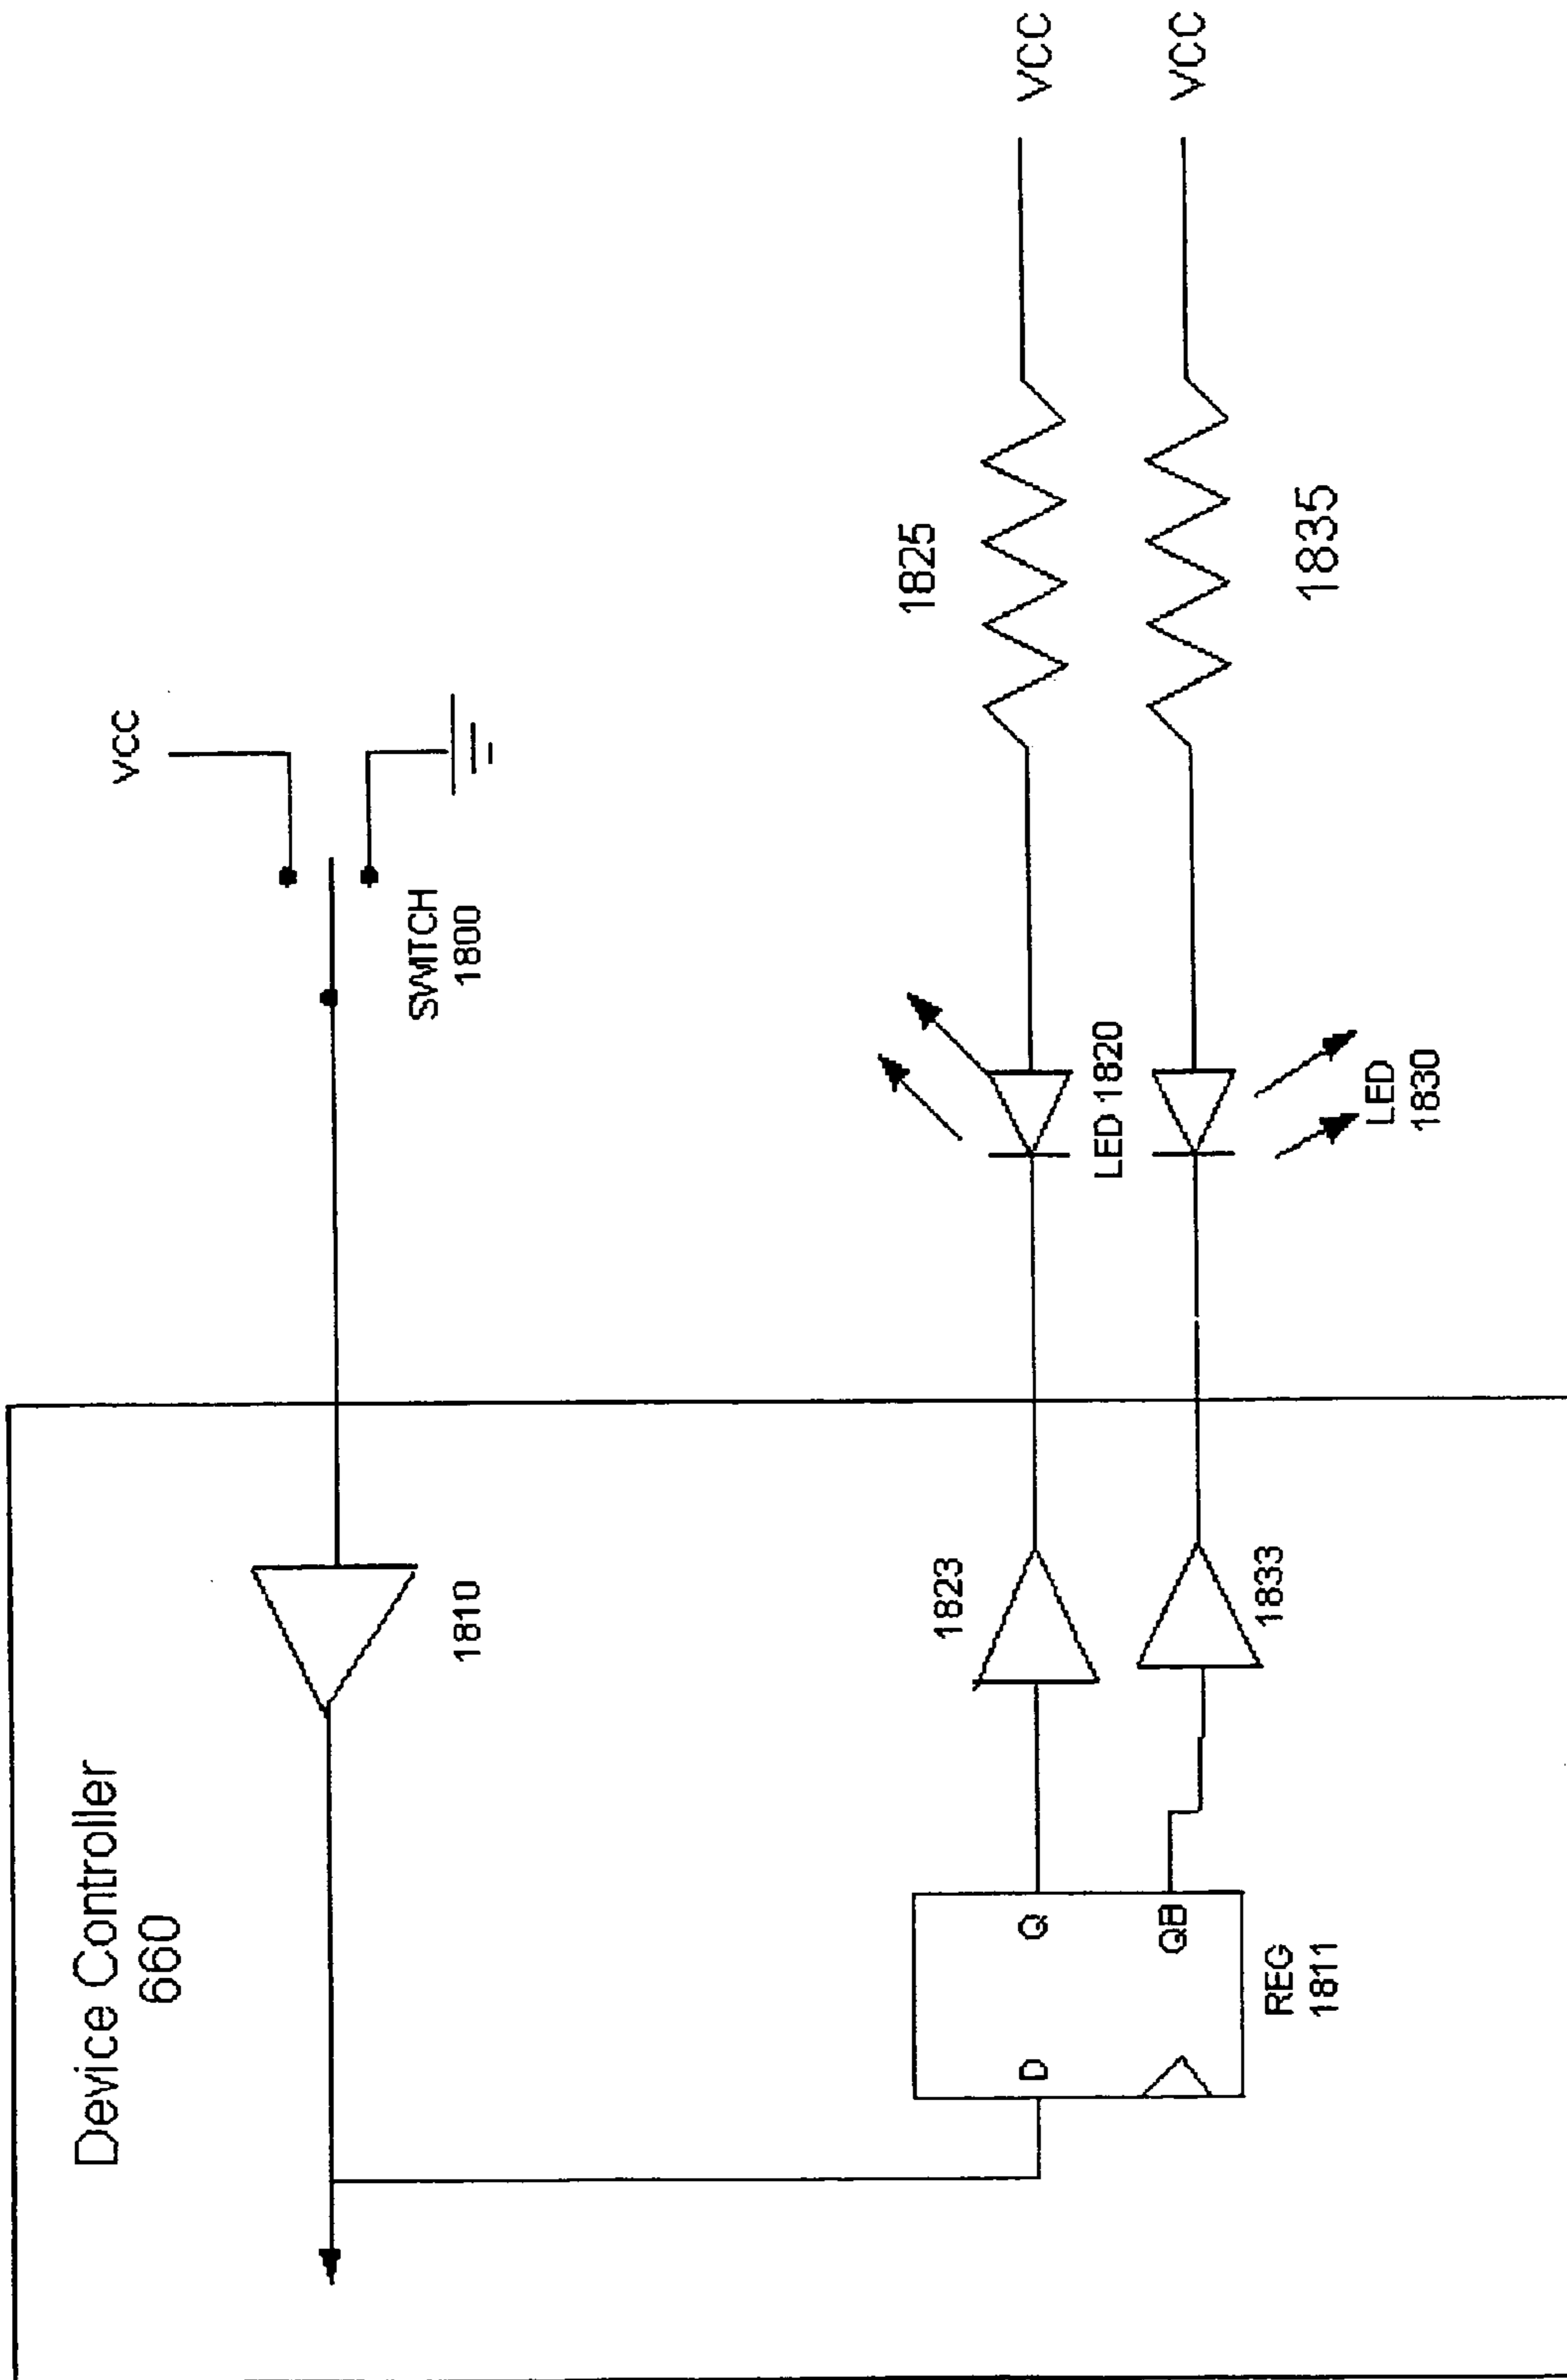 Device Controller
660
VCC
SWITCH
1800
1810
1825
VCC
1823
LED 1820
D
Q
QB
VCC
1833
1835
REG
1811
LED
1830